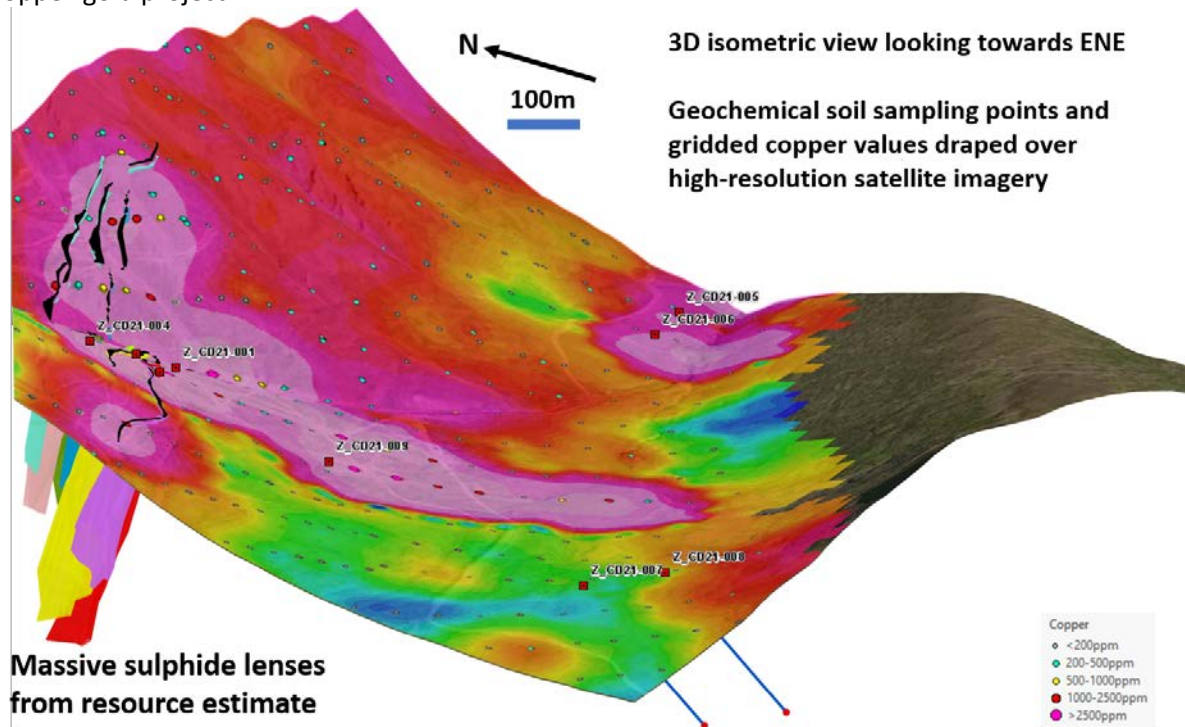 N
100m
3D isometric view looking towards ENE
Geochemical soil sampling points and
gridded copper values draped over
high-resolution satellite imagery
Z_CD21-005
Z_CD21-006
Z_CD21-004
Z_CD21-001
Z_CD21-009
Z_CD21-007
Z_CD21-008
Massive sulphide lenses
from resource estimate
Copper
<200ppm
200-500ppm
500-1000ppm
1000-2500ppm
>2500ppm